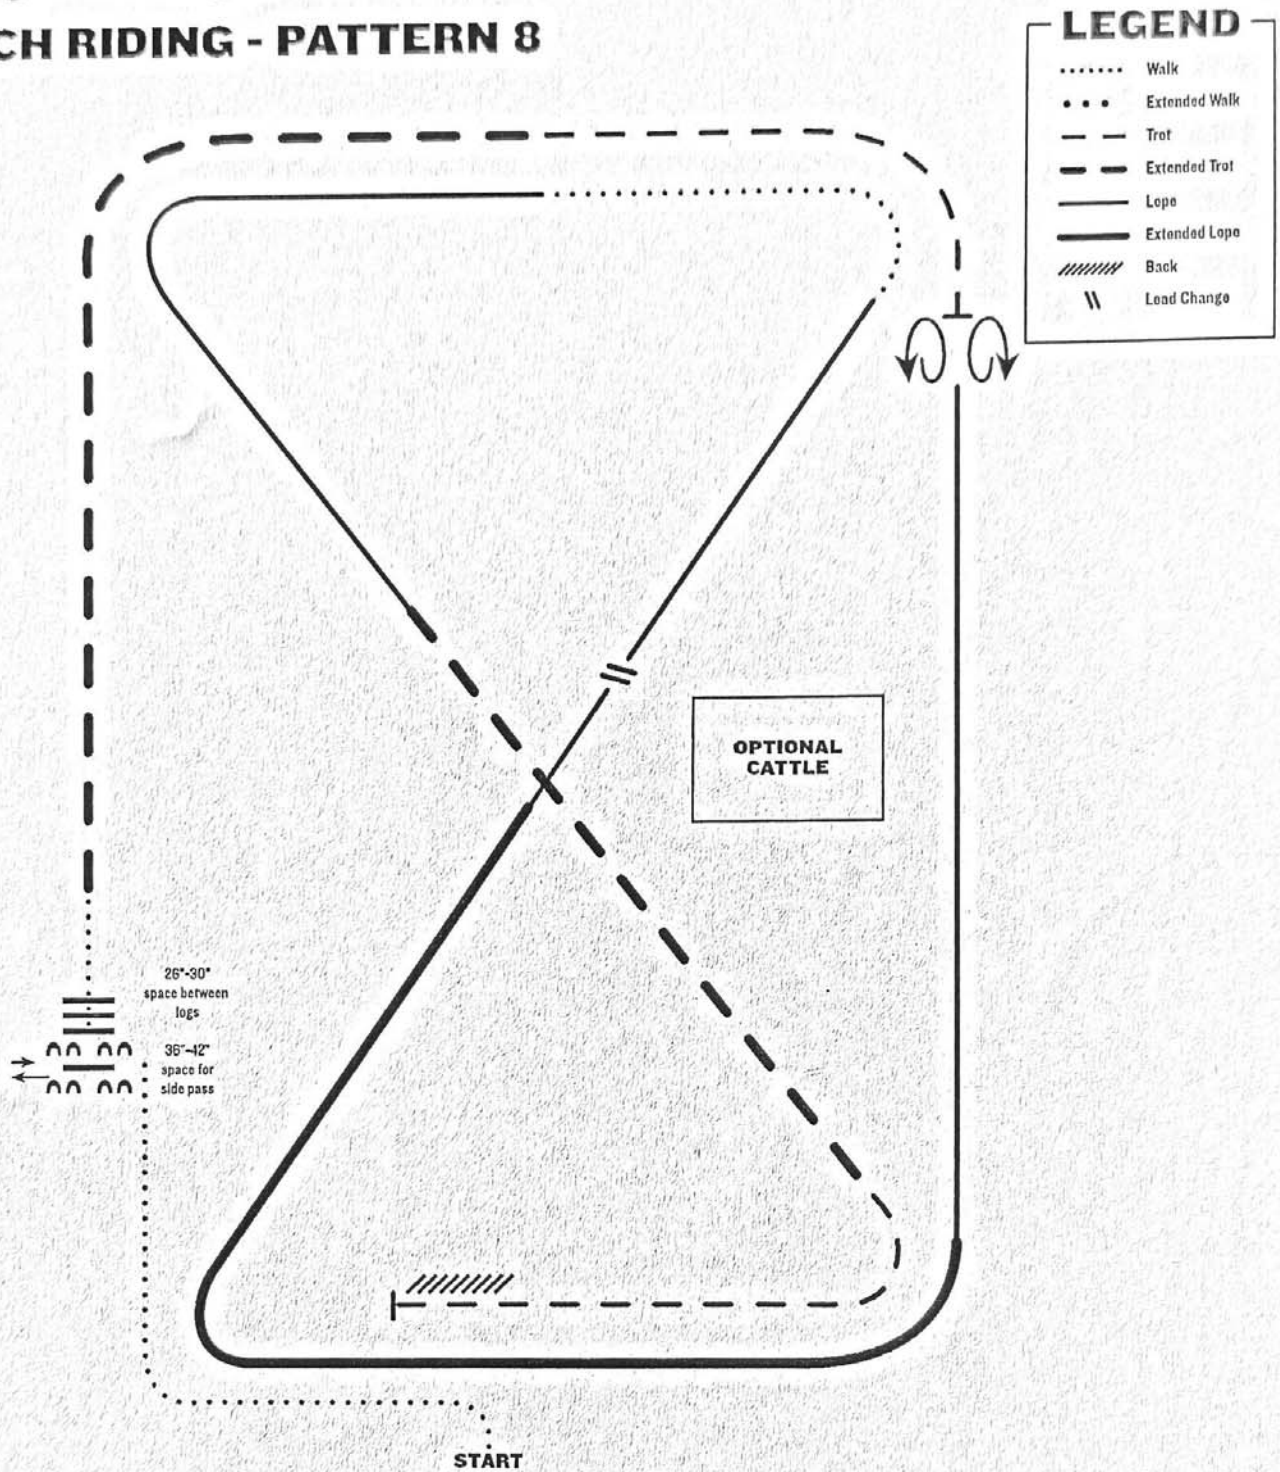 CH RIDING - PATTERN 8
LEGEND
Walk
Extended Walk
Trot
Extended Trot
Lope
Extended Lope
Back
Lead Change
OPTIONAL
CATTLE
26"-30"
space between
logs
36"-42"
space for
side pass
START